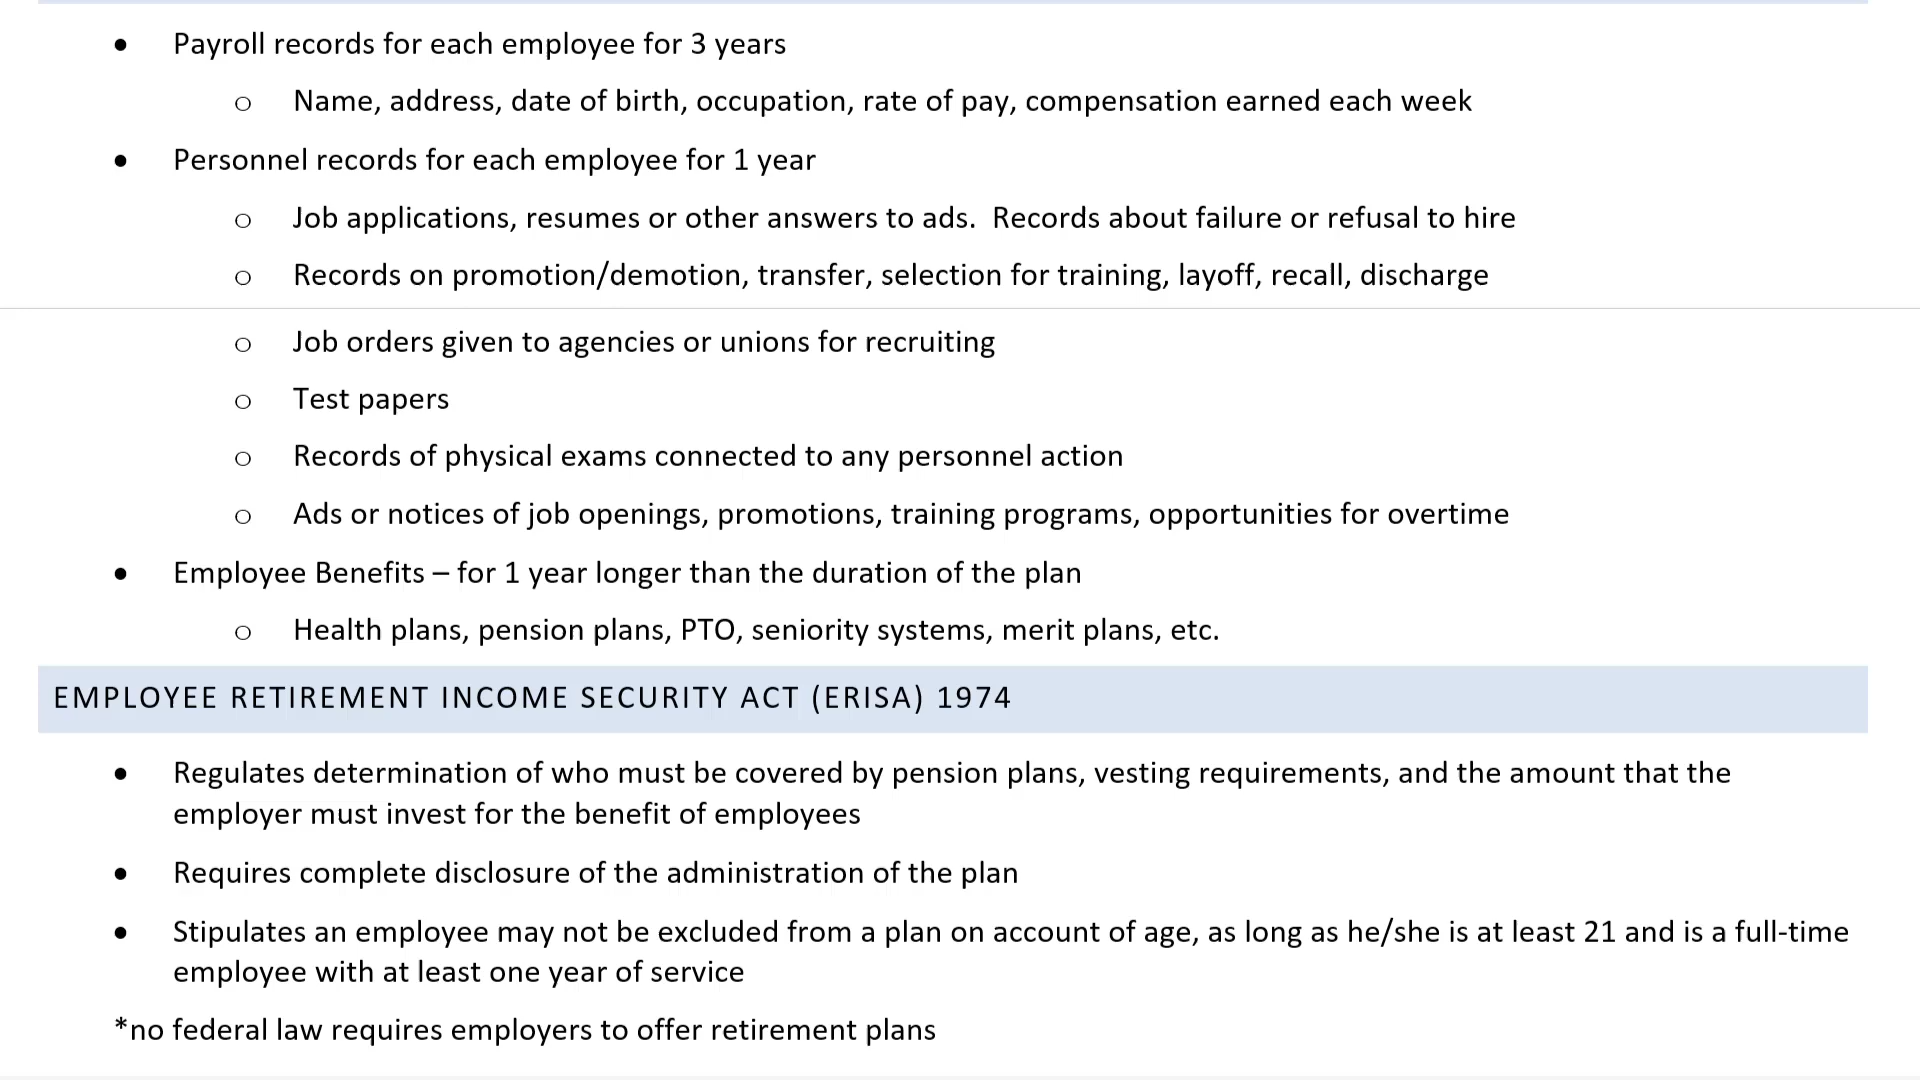 • Payroll records for each employee for 3 years
o Name, address, date of birth, occupation, rate of pay, compensation earned each week
• Personnel records for each employee for 1 year
o Job applications, resumes or other answers to ads.  Records about failure or refusal to hire
o Records on promotion/demotion, transfer, selection for training, layoff, recall, discharge
o Job orders given to agencies or unions for recruiting
o Test papers
o Records of physical exams connected to any personnel action
o Ads or notices of job openings, promotions, training programs, opportunities for overtime
• Employee Benefits – for 1 year longer than the duration of the plan
o Health plans, pension plans, PTO, seniority systems, merit plans, etc.
EMPLOYEE RETIREMENT INCOME SECURITY ACT (ERISA) 1974
• Regulates determination of who must be covered by pension plans, vesting requirements, and the amount that the
employer must invest for the benefit of employees
• Requires complete disclosure of the administration of the plan
• Stipulates an employee may not be excluded from a plan on account of age, as long as he/she is at least 21 and is a full-time
employee with at least one year of service
*no federal law requires employers to offer retirement plans